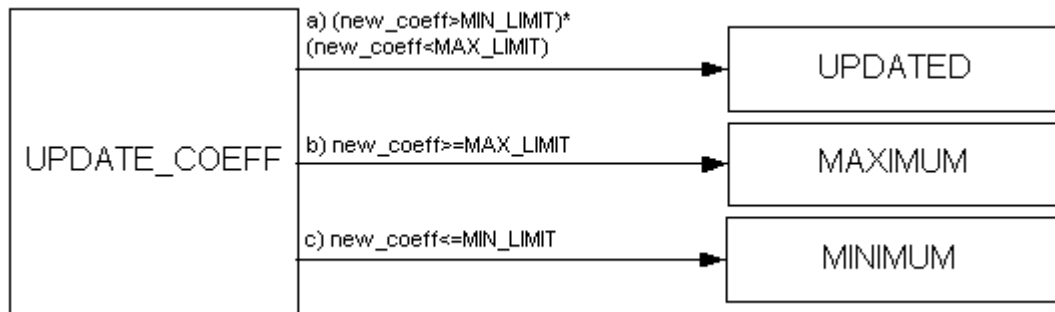 a) (new_coeff>MIN_LIMIT)*
(new_coeff<MAX_LIMIT)
UPDATED
UPDATE_COEFF
b) new_coeff>=MAX_LIMIT
MAXIMUM
c) new_coeff<=MIN_LIMIT
MINIMUM